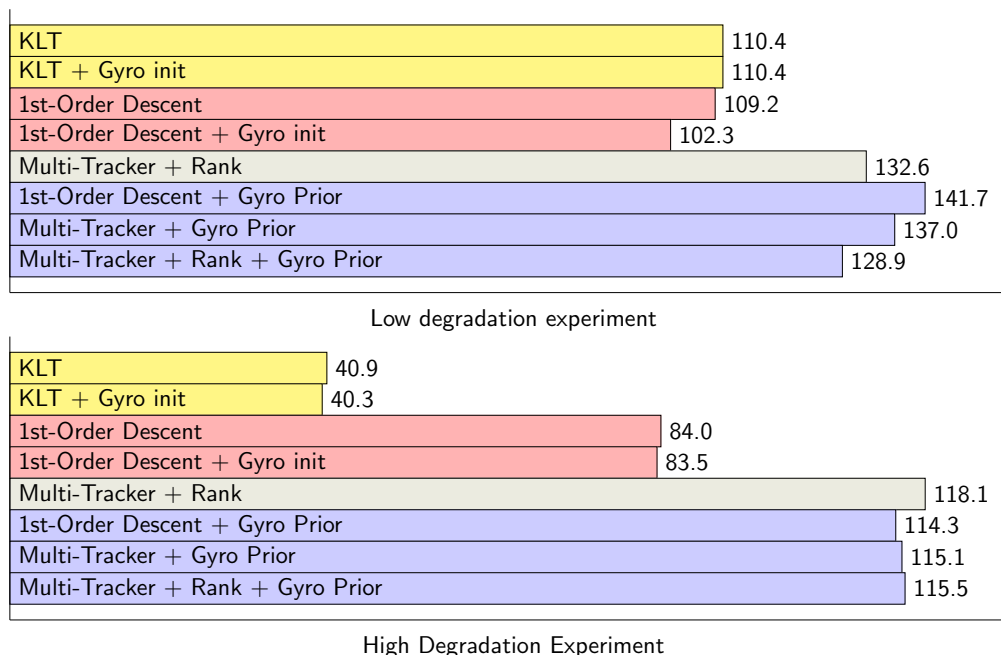 KLT 110.4
KLT + Gyro init 110.4
1st-Order Descent 109.2
1st-Order Descent + Gyro init 102.3
Multi-Tracker + Rank 132.6
1st-Order Descent + Gyro Prior 141.7
Multi-Tracker + Gyro Prior 137.0
Multi-Tracker + Rank + Gyro Prior 128.9
Low degradation experiment
KLT 40.9
KLT + Gyro init 40.3
1st-Order Descent 84.0
1st-Order Descent + Gyro init 83.5
Multi-Tracker + Rank 118.1
1st-Order Descent + Gyro Prior 114.3
Multi-Tracker + Gyro Prior 115.1
Multi-Tracker + Rank + Gyro Prior 115.5
High Degradation Experiment